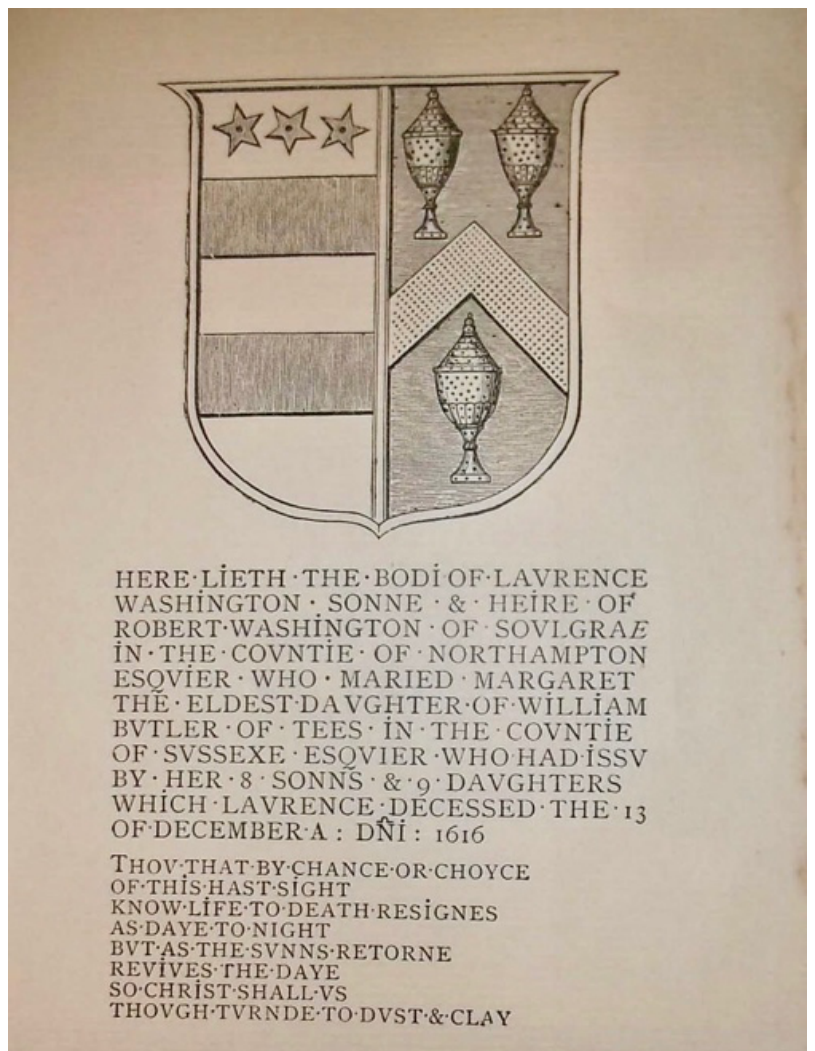 HERE·LiETH·THE·BODi·OF·LAVRENCE
WASHiNGTON·SONNE·&·HEiRE·OF
ROBERT·WASHiNGTON·OF·SOVLGRAE
iN·THE·COVNTiE·OF·NORTHAMPTON
ESQViER·WHO·MARiED·MARGARET
THE·ELDEST·DAVGHTER·OF·WiLLiAM
BVTLER·OF·TEES·iN·THE·COVNTiE
OF·SVSSEXE·ESQViER·WHO·HAD·iSSV
BY·HER·8·SONNS·&·9·DAVGHTERS
WHiCH·LAVRENCE·DECESSED·THE·13
OF·DECEMBER·A : DÑi : 1616
THOV·THAT·BY·CHANCE·OR·CHOYCE
OF·THiS·HAST·SiGHT
KNOW·LiFE·TO·DEATH·RESiGNES
AS·DAYE·TO·NiGHT
BVT·AS·THE·SVNNS·RETORNE
REViVES·THE·DAYE
SO·CHRiST·SHALL·VS
THOVGH·TVRNDE·TO·DVST·&·CLAY